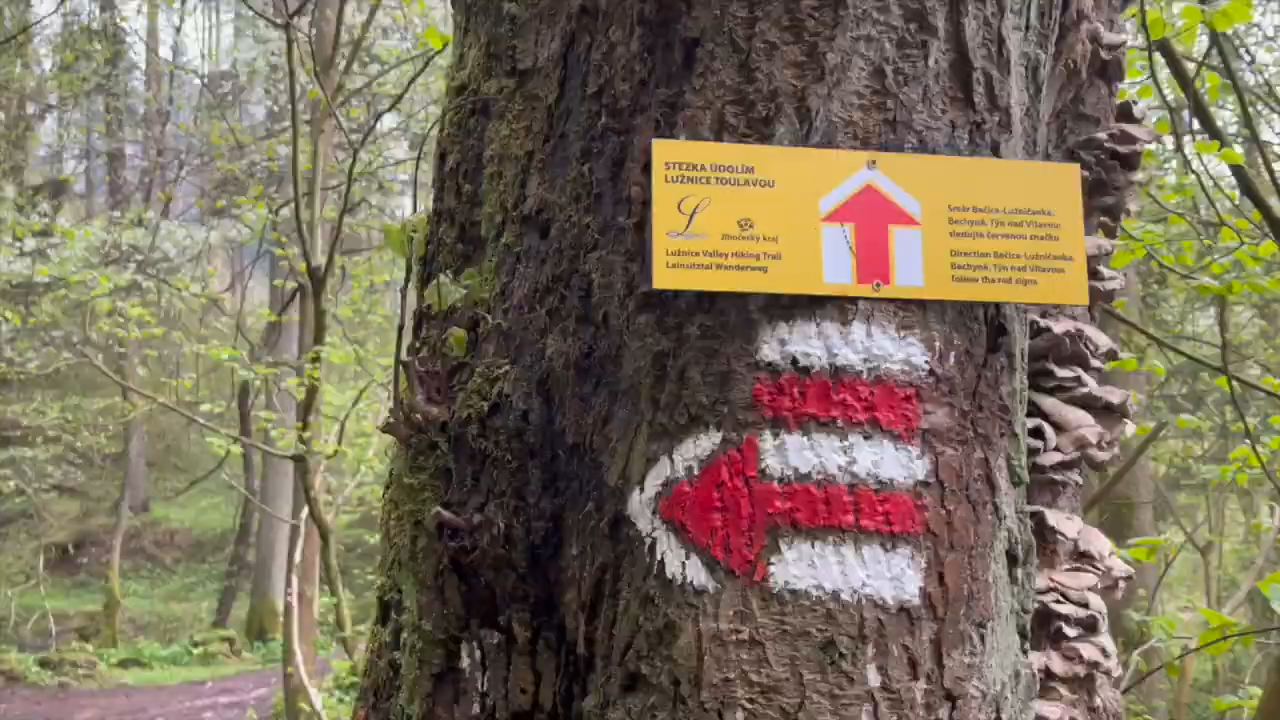 STEZKA ÚDOLÍM
LUŽNICE TOULAVOU
L
Jihočeský kraj
Lužnice Valley Hiking Trail
Lainsitztal Wanderweg
Směr Bečice-Lužničanka,
Bechyně, Týn nad Vltavou
sledujte červenou značku
Direction Bečice-Lužničanka,
Bechyně, Týn nad Vltavou
follow the red signs